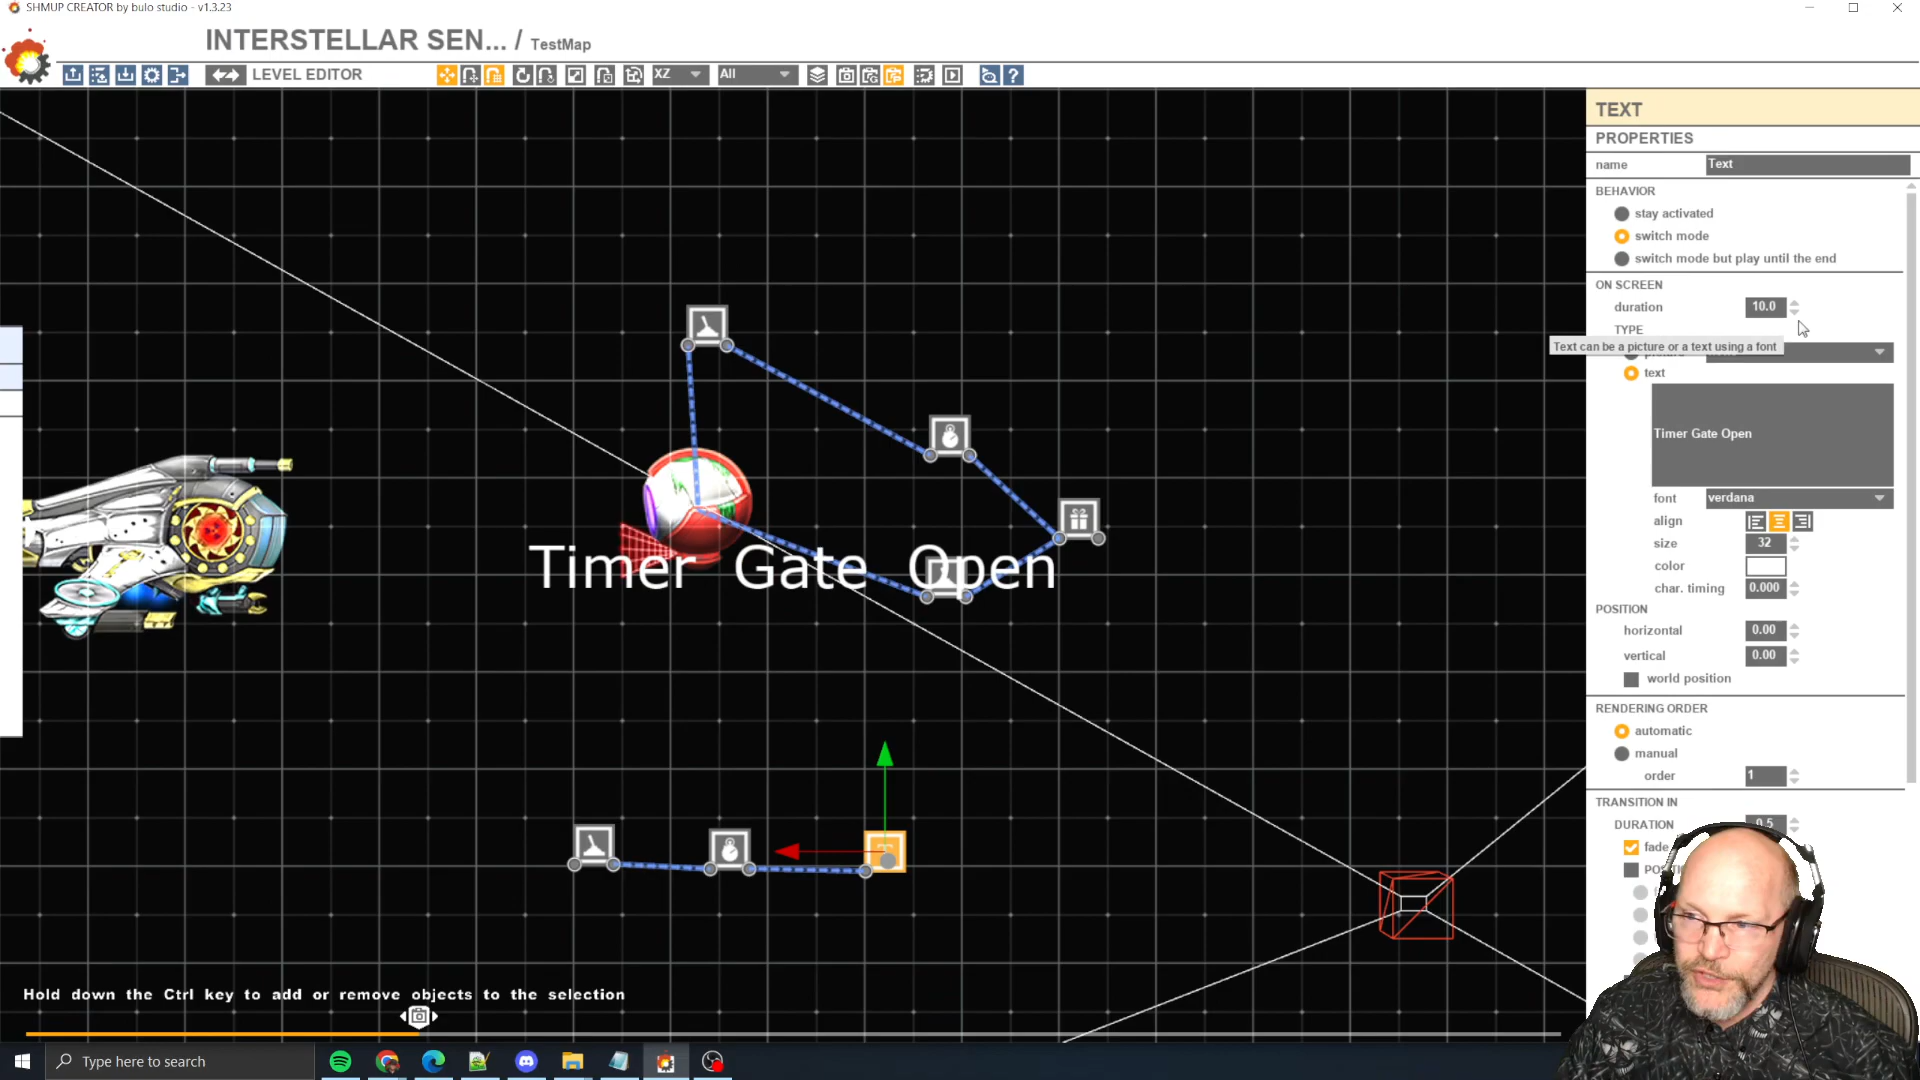 SHMUP CREATOR by bulo studio - v1.3.23
INTERSTELLAR SEN... / TestMap
LEVEL EDITOR
XZ
All
TEXT
PROPERTIES
name
Text
BEHAVIOR
stay activated
switch mode
switch mode but play until the end
ON SCREEN
duration
10.0
TYPE
Text can be a picture or a text using a font
text
Timer Gate Open
font
verdana
align
size
32
color
char. timing
0.000
POSITION
horizontal
0.00
vertical
0.00
world position
RENDERING ORDER
automatic
manual
order
1
TRANSITION IN
DURATION
0.5
fade
Timer Gate Open
Hold down the Ctrl key to add or remove objects to the selection
Type here to search